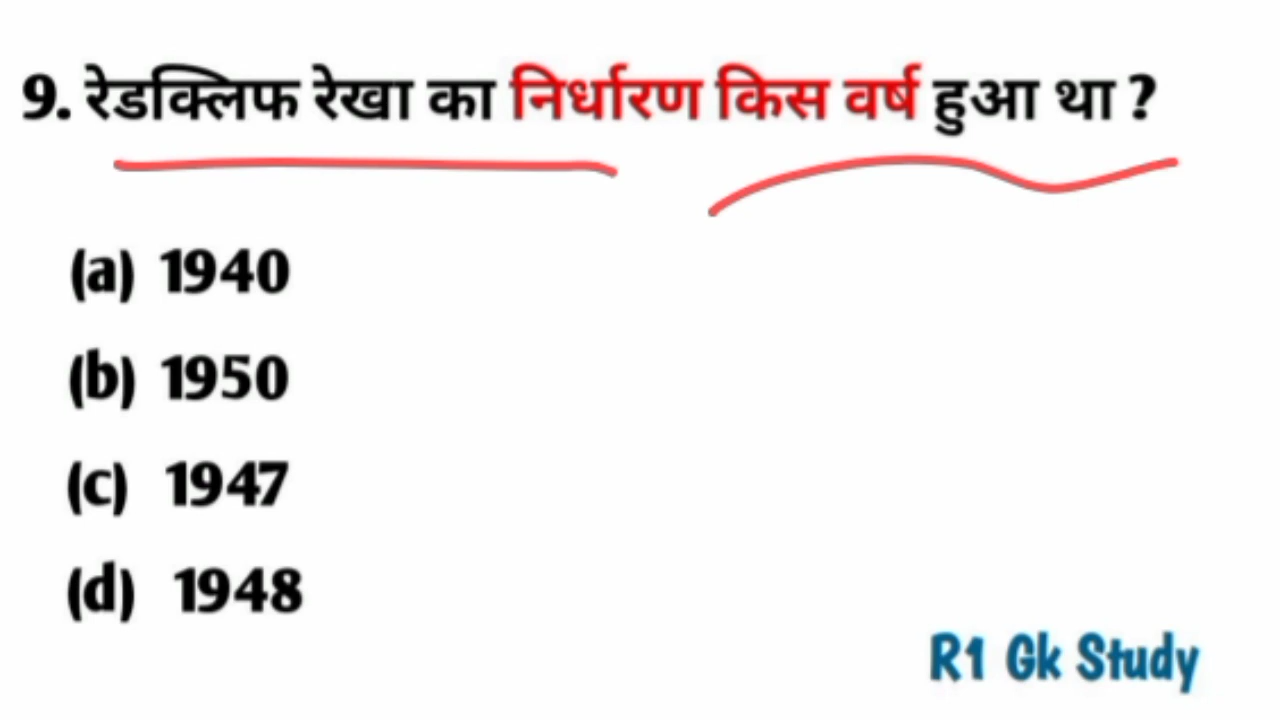 9. रेडक्लिफ रेखा का निर्धारण किस वर्ष हुआ था ?
(a) 1940
(b) 1950
(c) 1947
(d) 1948
R1 Gk Study